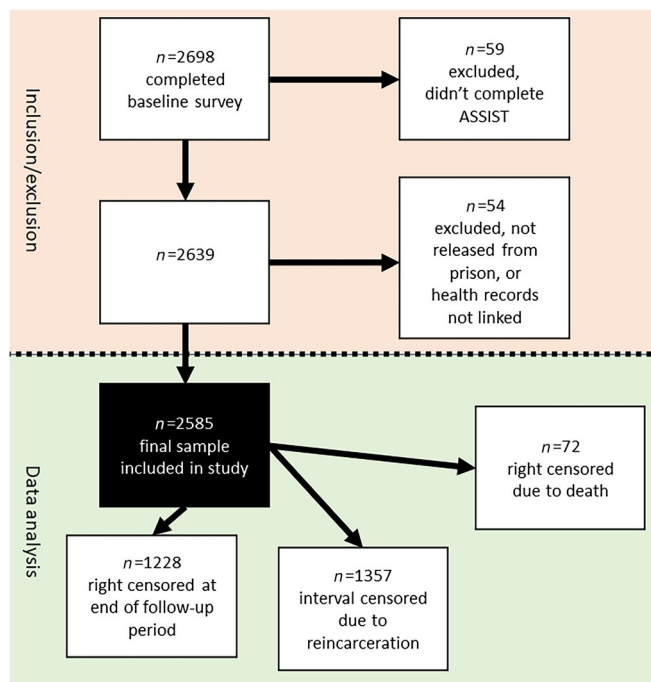 Inclusion/exclusion
n=2698
completed
baseline survey
n=59
excluded,
didn't complete
ASSIST
n=2639
n=54
excluded, not
released from
prison, or
health records
not linked
Data analysis
n=2585
final sample
included in study
n=72
right censored
due to death
n=1228
right censored at
end of follow-up
period
n=1357
interval censored
due to
reincarceration